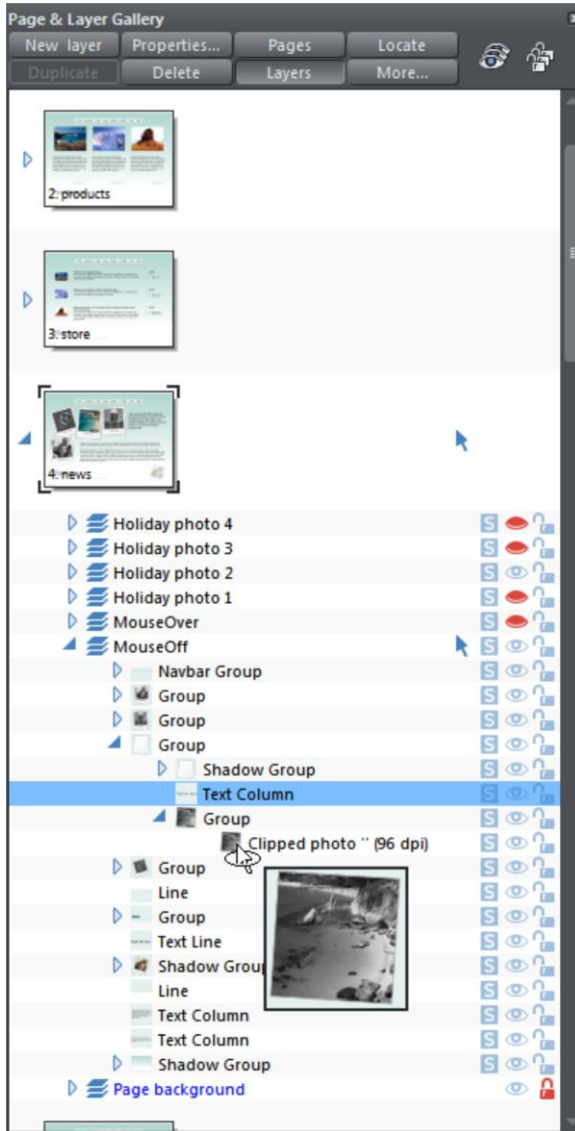 Page & Layer Gallery
New layer Properties... Pages Locate
Duplicate Delete Layers More...
2: products
3: store
4: news
Holiday photo 4 S
Holiday photo 3 S
Holiday photo 2 S
Holiday photo 1 S
MouseOver S
MouseOff S
Navbar Group S
Group S
Group S
Group S
Shadow Group S
Text Column S
Group S
Clipped photo '' (96 dpi) S
Group S
Line S
Group S
Text Line S
Shadow Group S
Line S
Text Column S
Text Column S
Shadow Group S
Page background